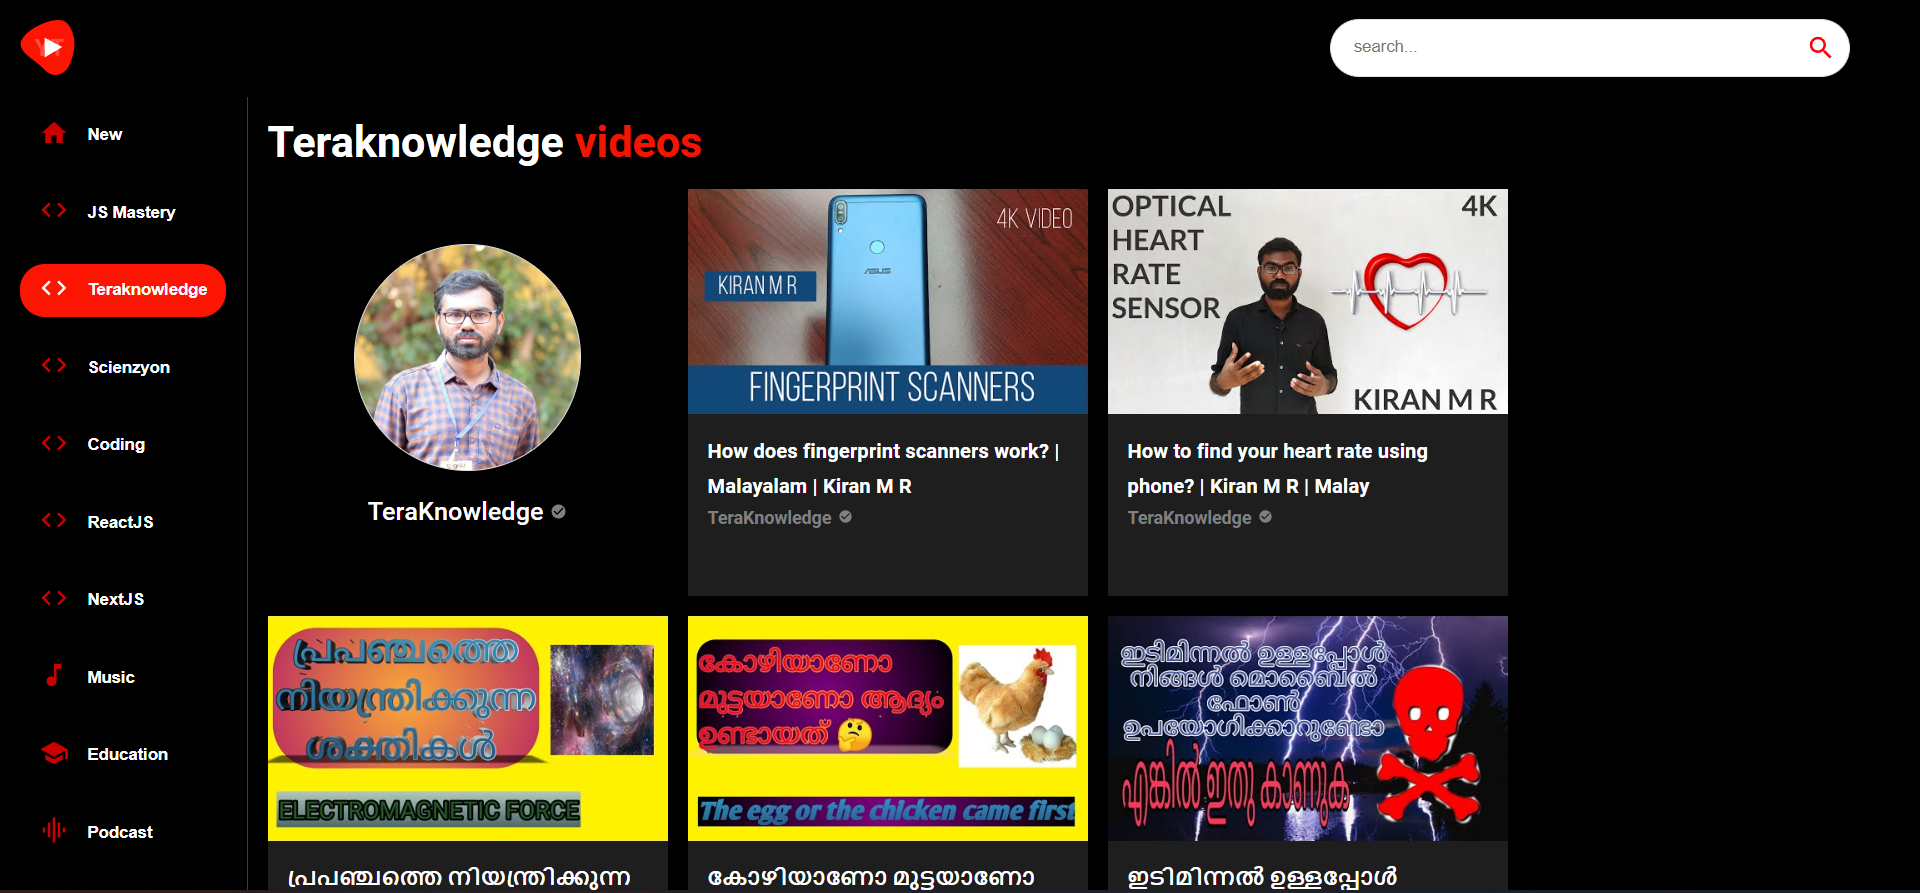 YT
search...
New
JS Mastery
Teraknowledge
Scienzyon
Coding
ReactJS
NextJS
Music
Education
Podcast
Teraknowledge videos
TeraKnowledge
4K VIDEO
KIRAN M R
ASUS
FINGERPRINT SCANNERS
How does fingerprint scanners work? |
Malayalam | Kiran M R
TeraKnowledge
OPTICAL
HEART
RATE
SENSOR
4K
KIRAN M R
How to find your heart rate using
phone? | Kiran M R | Malay
TeraKnowledge
പ്രപഞ്ചത്തെ
നിയന്ത്രിക്കുന്ന
ശക്തികൾ
ELECTROMAGNETIC FORCE
പ്രപഞ്ചത്തെ നിയന്ത്രിക്കുന്ന
കോഴിയാണോ
മുട്ടയാണോ ആദ്യം
ഉണ്ടായത് 🤔
The egg or the chicken came first
കോഴിയാണോ മുട്ടയാണോ
ഇടിമിന്നൽ ഉള്ളപ്പോൾ
നിങ്ങൾ മൊബൈൽ
ഫോൺ
ഉപയോഗിക്കാറുണ്ടോ
എങ്കിൽ ഇതു കാണുക
ഇടിമിന്നൽ ഉള്ളപ്പോൾ